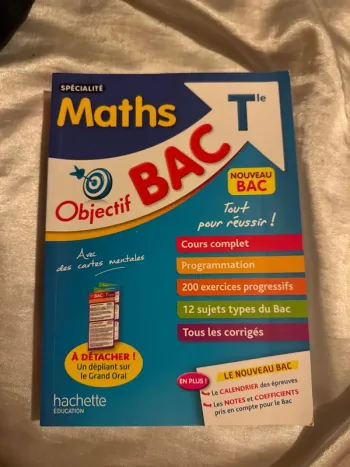 SPÉCIALITÉ
Maths
Tle
Objectif
BAC
NOUVEAU
BAC
Tout
pour réussir !
Avec
des cartes mentales
Cours complet
Programmation
200 exercices progressifs
12 sujets types du Bac
Tous les corrigés
BAC
À DÉTACHER !
Un dépliant sur
le Grand Oral
EN PLUS !
LE NOUVEAU BAC
Le CALENDRIER des épreuves
Les NOTES et COEFFICIENTS
pris en compte pour le Bac
hachette
ÉDUCATION